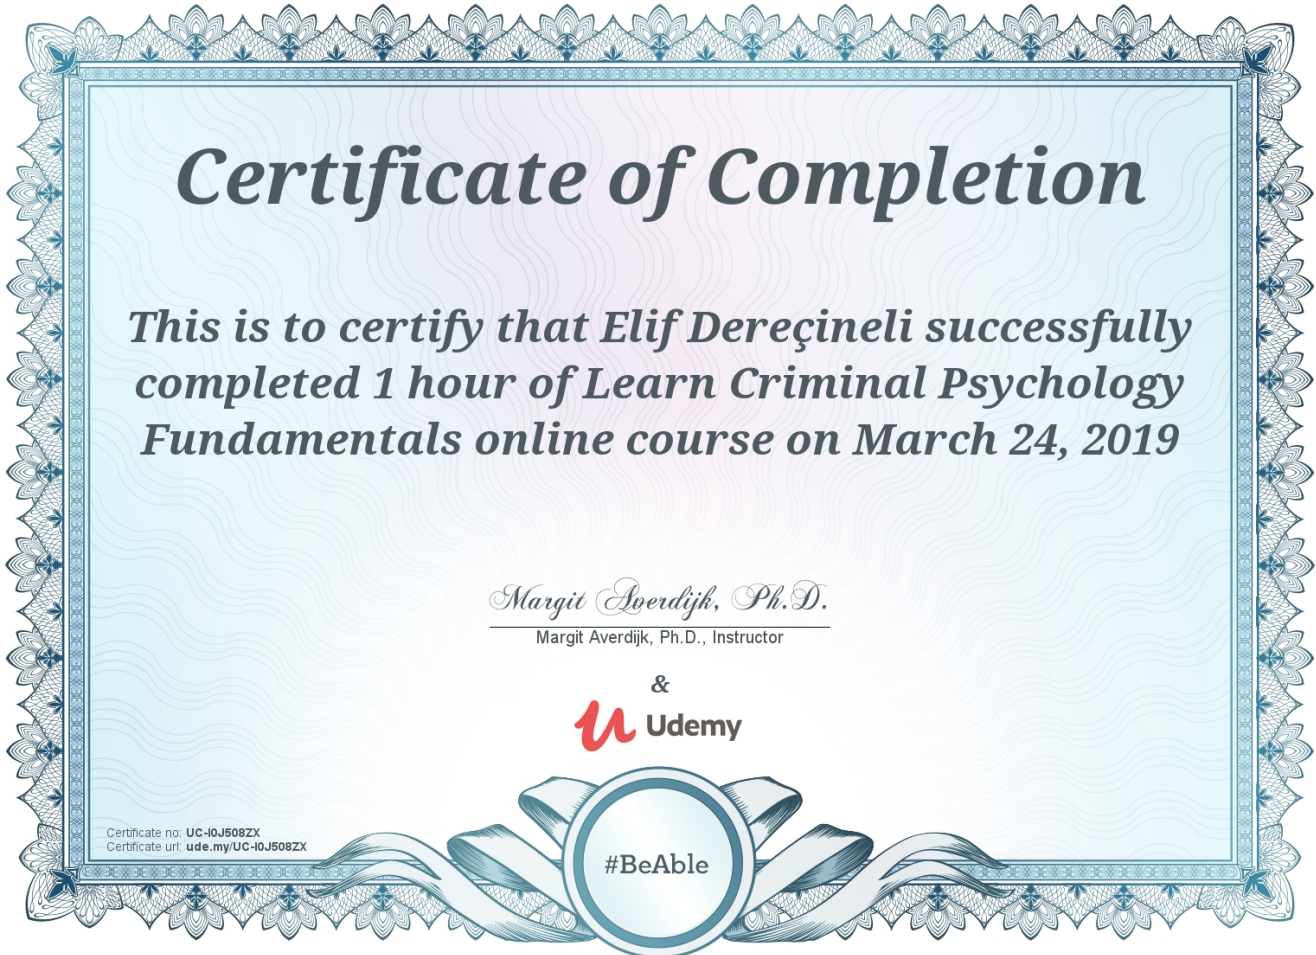 Certificate of Completion
This is to certify that Elif Dereçineli successfully
completed 1 hour of Learn Criminal Psychology
Fundamentals online course on March 24, 2019
Margit Averdijk, Ph.D.
Margit Averdijk, Ph.D., Instructor
&
Udemy
Certificate no: UC-I0J508ZX
Certificate url: ude.my/UC-I0J508ZX
#BeAble